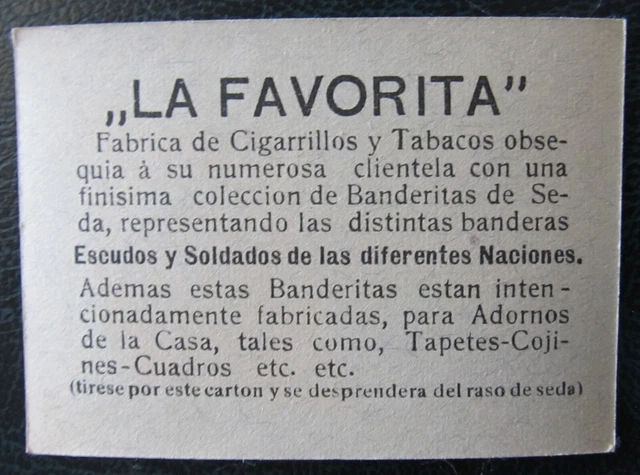 „LA FAVORITA”
Fabrica de Cigarrillos y Tabacos obse-
quia à su numerosa clientela con una
finisima coleccion de Banderitas de Se-
da, representando las distintas banderas
Escudos y Soldados de las diferentes Naciones.
Ademas estas Banderitas estan inten-
cionadamente fabricadas, para Adornos
de la Casa, tales como, Tapetes-Coji-
nes-Cuadros etc. etc.
(tirese por este carton y se desprendera del raso de seda)